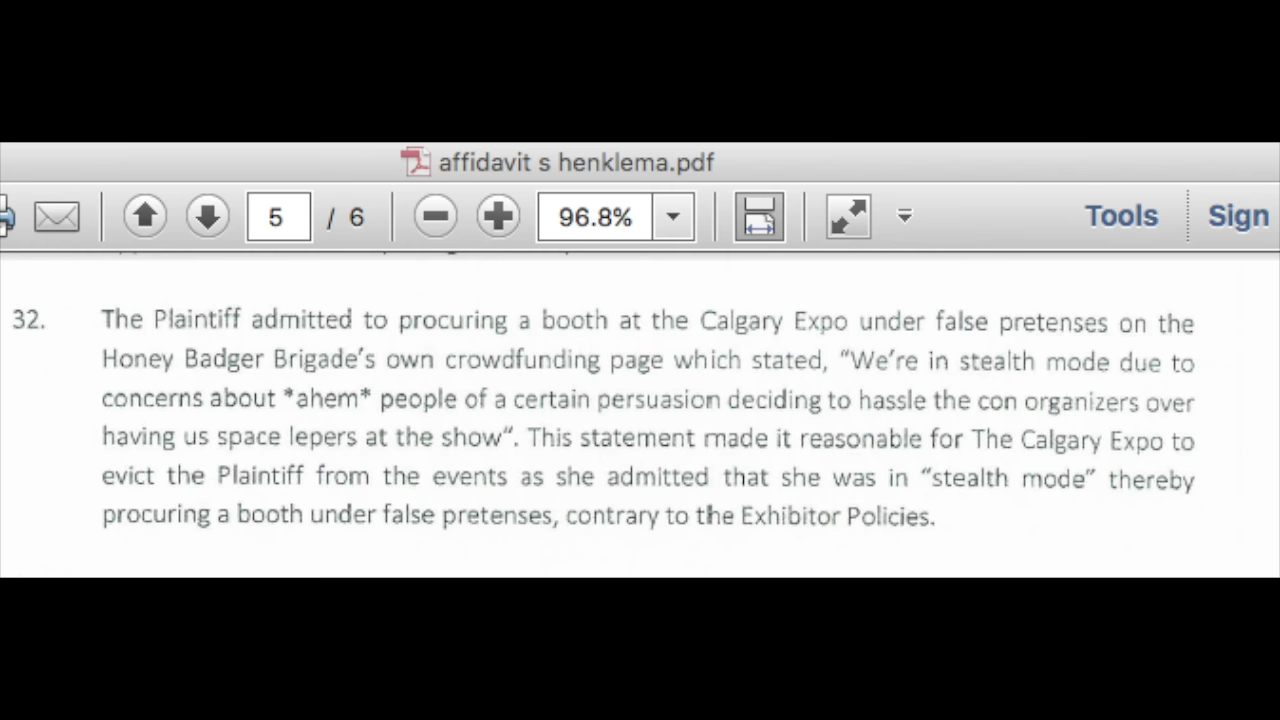 affidavit s henklema.pdf
5 / 6 96.8% Tools Sign
32. The Plaintiff admitted to procuring a booth at the Calgary Expo under false pretenses on the
Honey Badger Brigade's own crowdfunding page which stated, “We’re in stealth mode due to
concerns about *ahem* people of a certain persuasion deciding to hassle the con organizers over
having us space lepers at the show“. This statement made it reasonable for The Calgary Expo to
evict the Plaintiff from the events as she admitted that she was in “stealth mode” thereby
procuring a booth under false pretenses, contrary to the Exhibitor Policies.